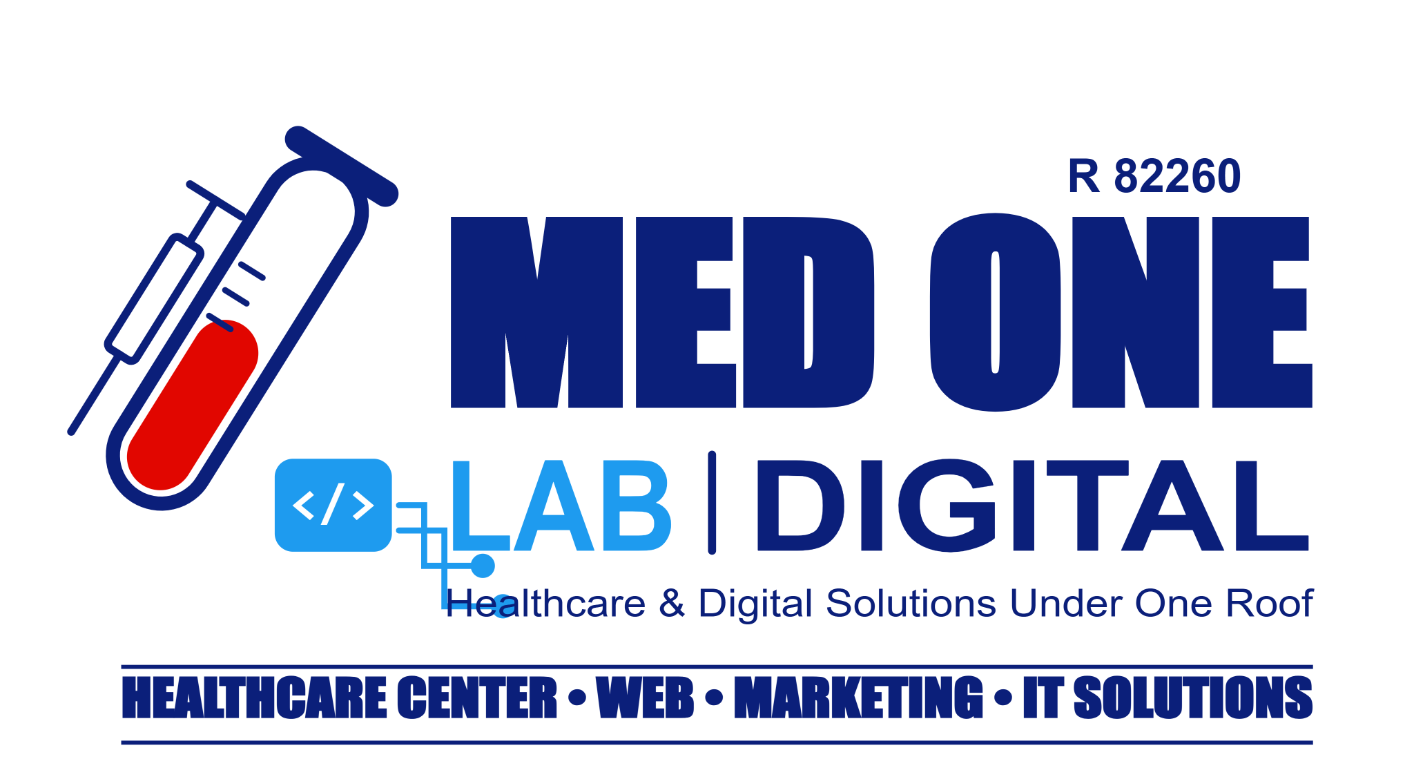 R 82260
MED ONE
</>
LAB | DIGITAL
Healthcare & Digital Solutions Under One Roof
HEALTHCARE CENTER • WEB • MARKETING • IT SOLUTIONS